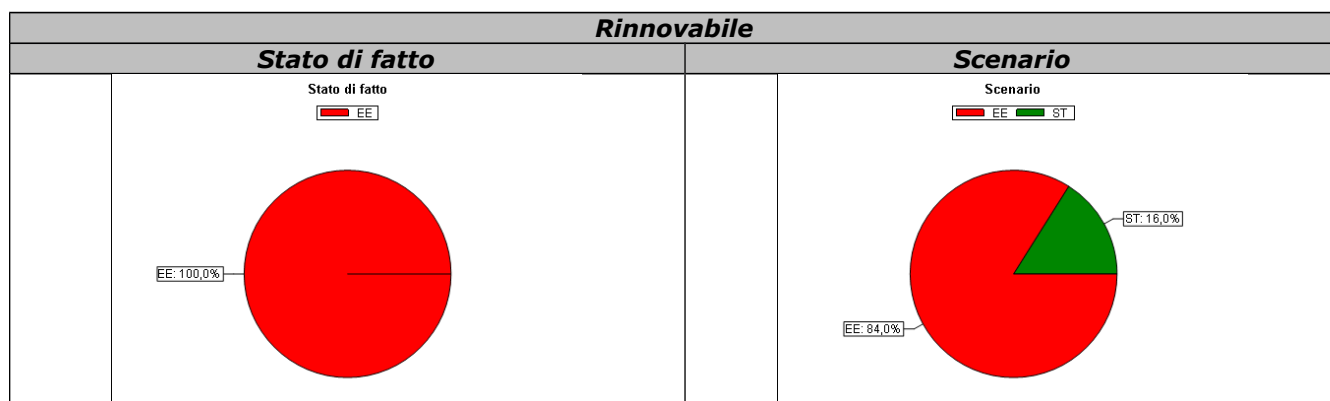 Rinnovabile
Stato di fatto
Scenario
Stato di fatto
EE
EE: 100,0%
Scenario
EE ST
ST: 16,0%
EE: 84,0%